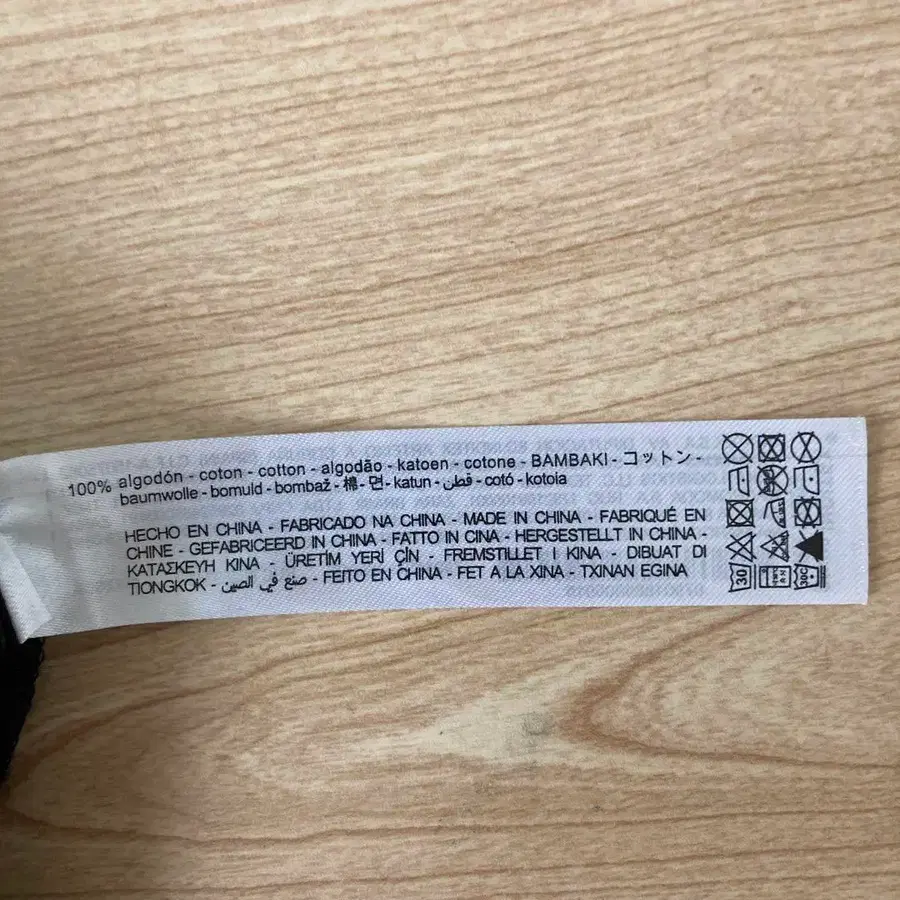 100% algodón - coton - cotton - algodão - katoen - cotone - BAMBAKI - コットン -
baumwolle - bomuld - bombaž - 棉 - 면 - katun - قطن - cotó - kotoia
HECHO EN CHINA - FABRICADO NA CHINA - MADE IN CHINA - FABRIQUÉ EN
CHINE - GEFABRICEERD IN CHINA - FATTO IN CINA - HERGESTELLT IN CHINA -
ΚΑΤΑΣΚΕΥΗ ΚΙΝΑ - ÜRETİM YERİ ÇİN - FREMSTILLET I KINA - DIBUAT DI
TIONGKOK - صنع في الصين - FEITO EN CHINA - FET A LA XINA - TXINAN EGINA
30
30C